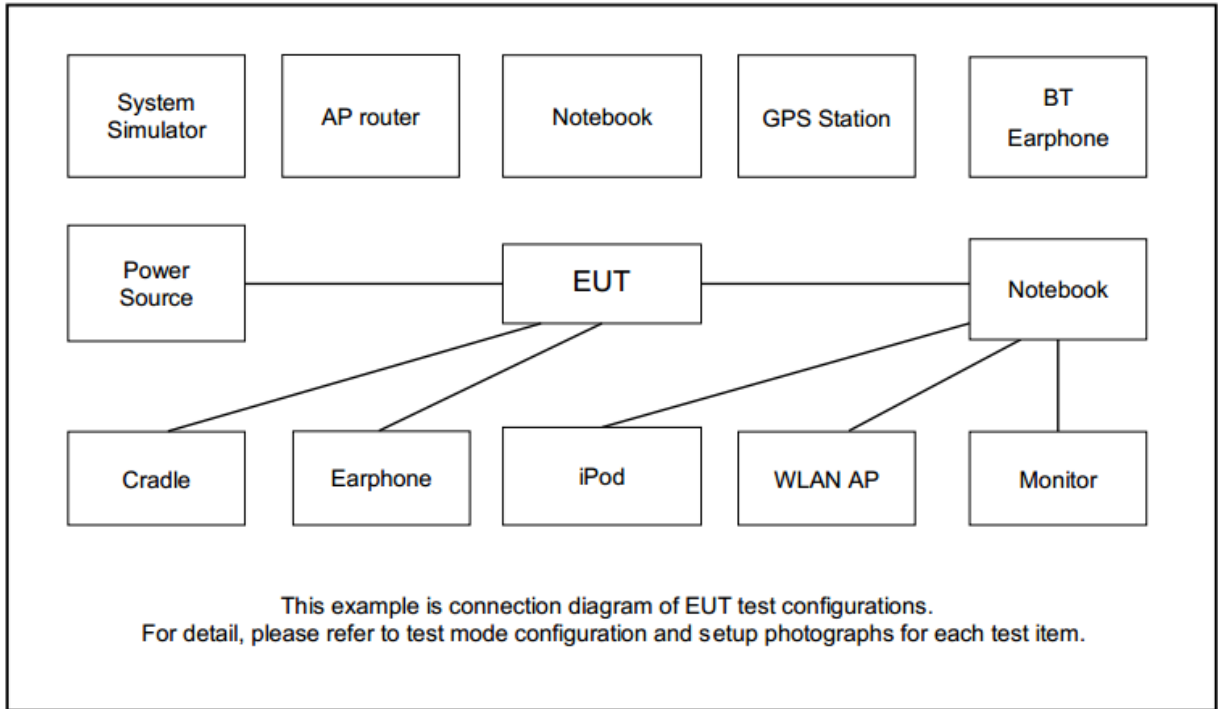 System
Simulator
AP router
Notebook
GPS Station
BT
Earphone
Power
Source
EUT
Notebook
Cradle
Earphone
iPod
WLAN AP
Monitor
This example is connection diagram of EUT test configurations.
For detail, please refer to test mode configuration and setup photographs for each test item.